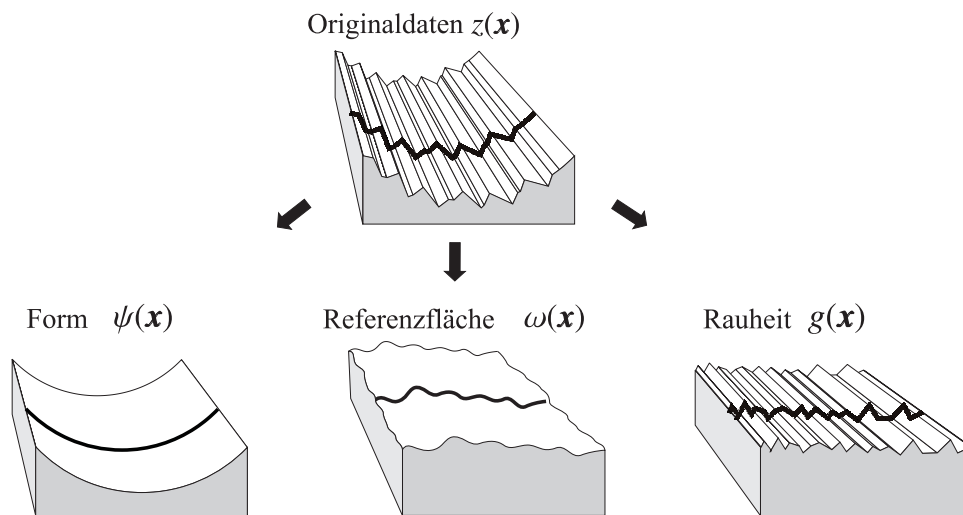 Originaldaten z(x)
Form ψ(x)
Referenzfläche ω(x)
Rauheit g(x)